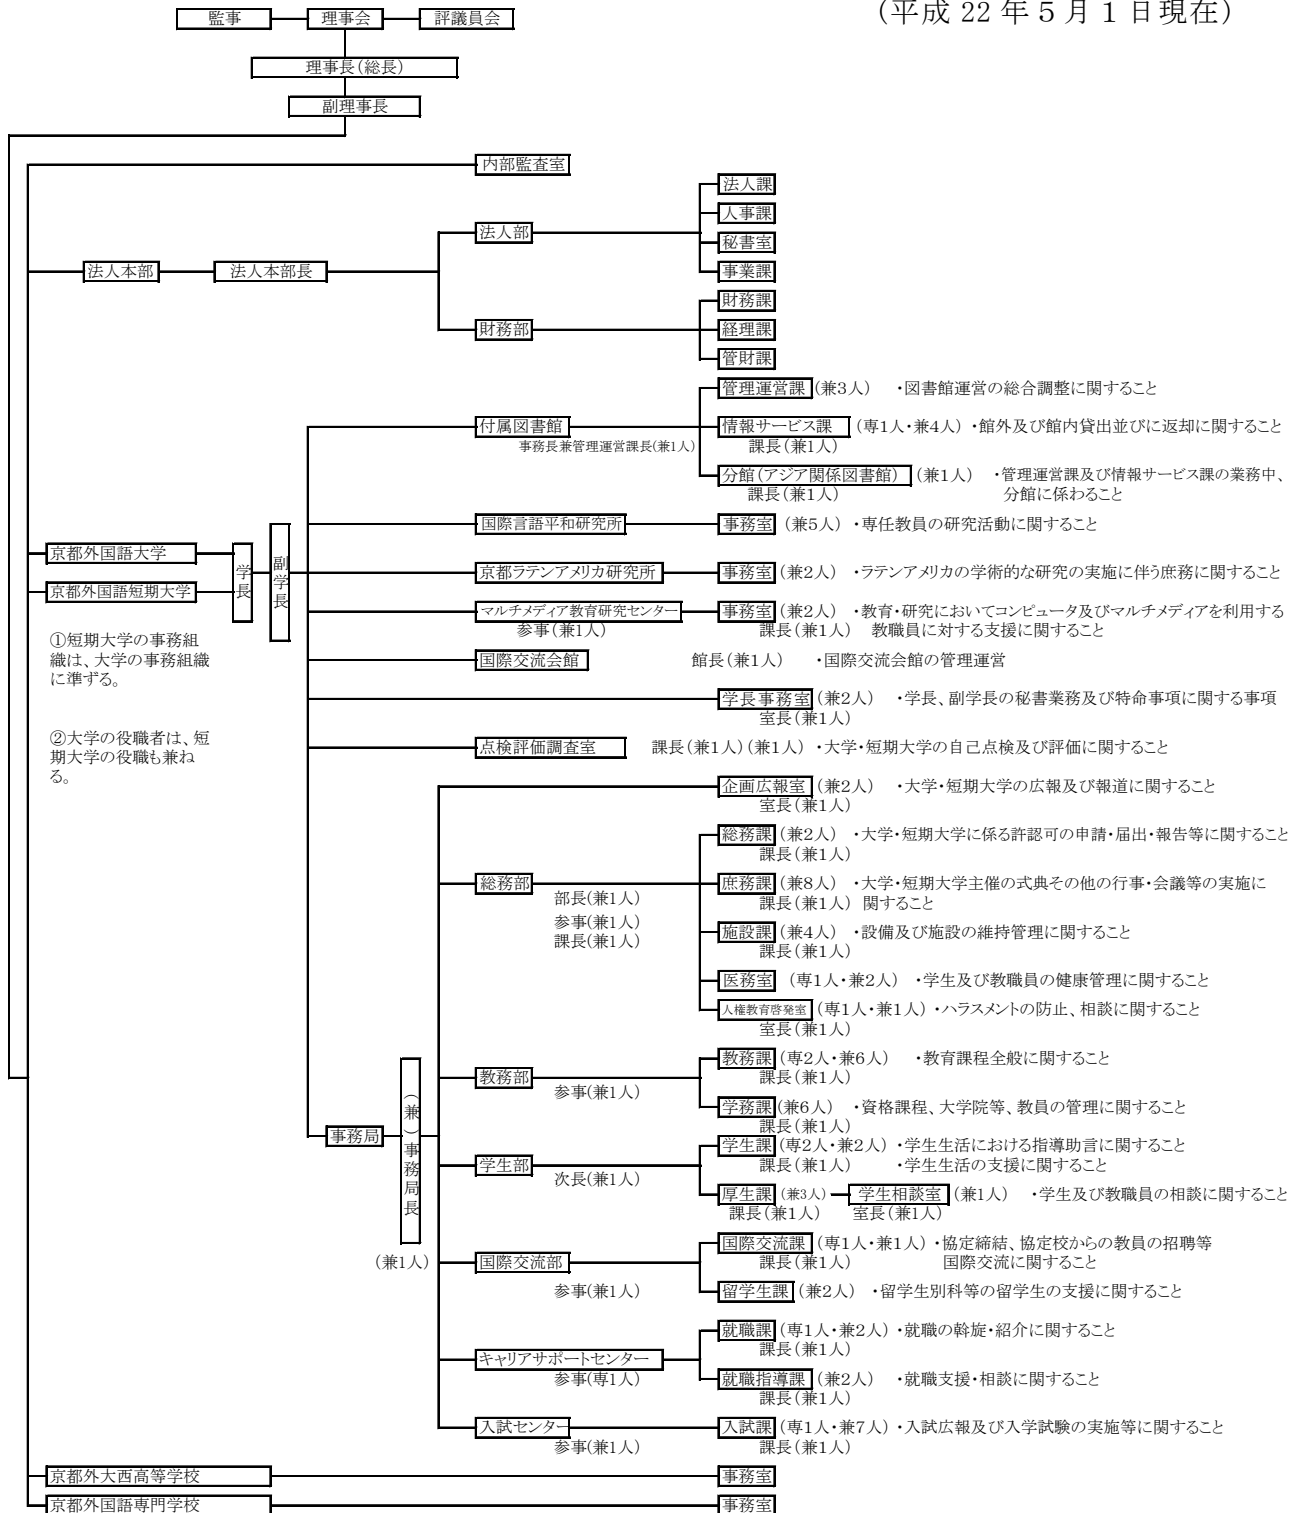 （平成 22 年 5 月 1 日現在）
監事 理事会 評議員会
理事長（総長）
副理事長
内部監査室
法人課
人事課
法人部
秘書室
法人本部 法人本部長 事業課
財務課
財務部 経理課
管財課
管理運営課 （兼3人） ・図書館運営の総合調整に関すること
付属図書館 情報サービス課 （専1人・兼4人） ・館外及び館内貸出並びに返却に関すること
事務長兼管理運営課長（兼1人） 課長（兼1人）
分館（アジア関係図書館） （兼1人） ・管理運営課及び情報サービス課の業務中、
課長（兼1人） 分館に係わること
国際言語平和研究所 事務室 （兼5人） ・専任教員の研究活動に関すること
京都外国語大学
学長 副学長
京都ラテンアメリカ研究所 事務室 （兼2人） ・ラテンアメリカの学術的な研究の実施に伴う庶務に関すること
京都外国語短期大学
マルチメディア教育研究センター 事務室 （兼2人） ・教育・研究においてコンピュータ及びマルチメディアを利用する
参事（兼1人） 課長（兼1人） 教職員に対する支援に関すること
①短期大学の事務組
織は、大学の事務組織
に準ずる。
国際交流会館 館長（兼1人） ・国際交流会館の管理運営
学長事務室 （兼2人） ・学長、副学長の秘書業務及び特命事項に関する事項
室長（兼1人）
②大学の役職者は、短
期大学の役職も兼ね
る。
点検評価調査室 課長（兼1人）（兼1人） ・大学・短期大学の自己点検及び評価に関すること
企画広報室 （兼2人） ・大学・短期大学の広報及び報道に関すること
室長（兼1人）
総務課 （兼2人） ・大学・短期大学に係る許認可の申請・届出・報告等に関すること
課長（兼1人）
総務部 庶務課 （兼8人） ・大学・短期大学主催の式典その他の行事・会議等の実施に
部長（兼1人） 課長（兼1人） 関すること
参事（兼1人）
施設課 （兼4人） ・設備及び施設の維持管理に関すること
課長（兼1人） 課長（兼1人）
医務室 （専1人・兼2人） ・学生及び教職員の健康管理に関すること
人権教育啓発室 （専1人・兼1人） ・ハラスメントの防止、相談に関すること
室長（兼1人）
教務課 （専2人・兼6人） ・教育課程全般に関すること
教務部 課長（兼1人）
参事（兼1人）
学務課 （兼6人） ・資格課程、大学院等、教員の管理に関すること
課長（兼1人）
事務局 （兼）事務局長
学生課 （専2人・兼2人） ・学生生活における指導助言に関すること
学生部 課長（兼1人） ・学生生活の支援に関すること
次長（兼1人）
厚生課 （兼3人） 学生相談室 （兼1人） ・学生及び教職員の相談に関すること
課長（兼1人） 室長（兼1人）
国際交流課 （専1人・兼1人） ・協定締結、協定校からの教員の招聘等
（兼1人） 国際交流部 課長（兼1人） 国際交流に関すること
参事（兼1人） 留学生課 （兼2人） ・留学生別科等の留学生の支援に関すること
就職課 （専1人・兼2人） ・就職の斡旋・紹介に関すること
課長（兼1人）
キャリアサポートセンター
参事（専1人） 就職指導課 （兼2人） ・就職支援・相談に関すること
課長（兼1人）
入試センター 入試課 （専1人・兼7人） ・入試広報及び入学試験の実施等に関すること
参事（兼1人） 課長（兼1人）
京都外大西高等学校 事務室
京都外国語専門学校 事務室